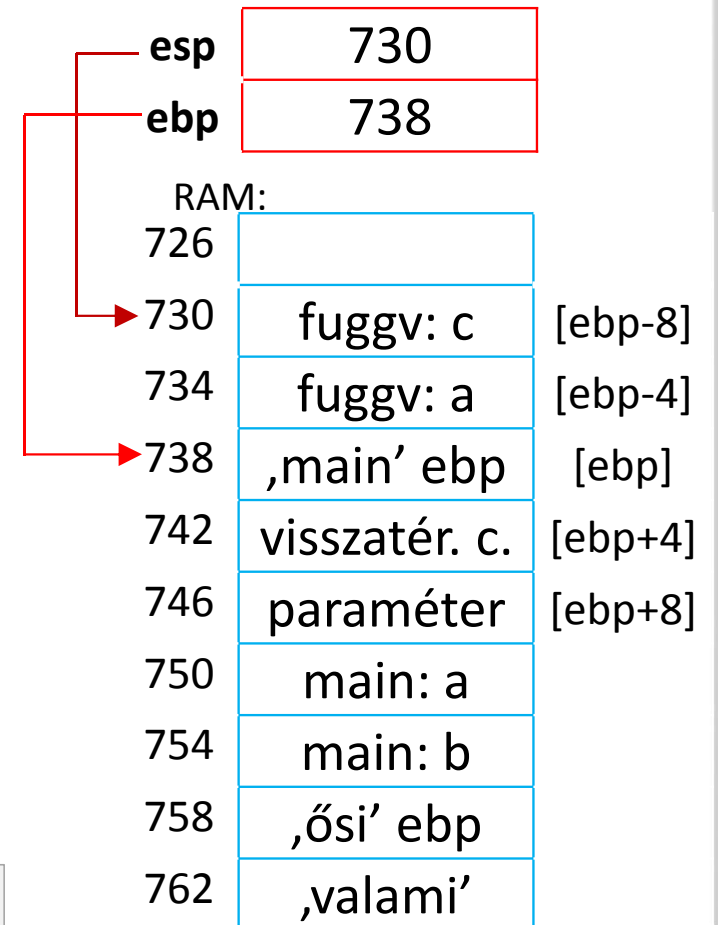 esp 730
ebp 738
RAM:
726
730 fuggv: c [ebp-8]
734 fuggv: a [ebp-4]
738 ‚main’ ebp [ebp]
742 visszatér. c. [ebp+4]
746 paraméter [ebp+8]
750 main: a
754 main: b
758 ‚ősi’ ebp
762 ‚valami’